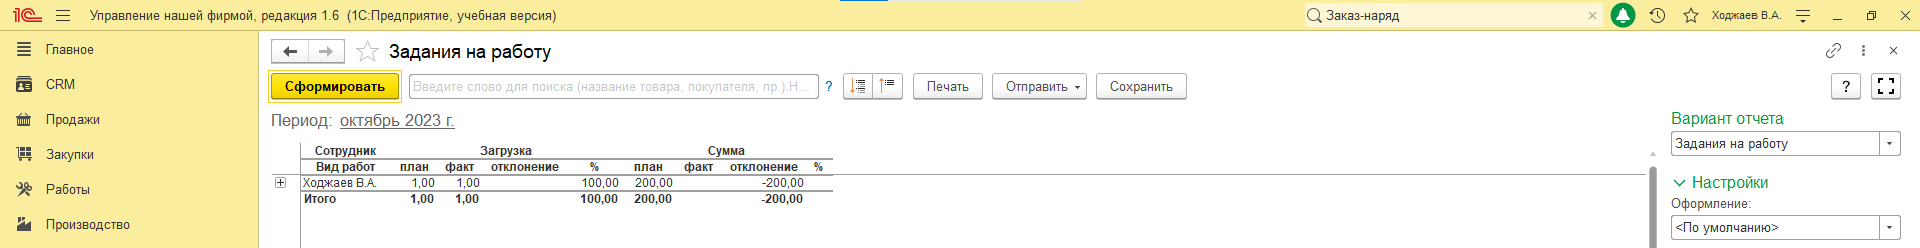 1С Управление нашей фирмой, редакция 1.6 (1С:Предприятие, учебная версия) Заказ-наряд Ходжаев В.А.
Главное
CRM
Продажи
Закупки
Работы
Производство
Задания на работу
Сформировать Введите слово для поиска (название товара, покупателя, пр.).Н... ? Печать Отправить Сохранить ?
Период: октябрь 2023 г.
Сотрудник Загрузка Сумма
Вид работ план факт отклонение % план факт отклонение %
Ходжаев В.А. 1,00 1,00 100,00 200,00 -200,00
Итого 1,00 1,00 100,00 200,00 -200,00
Вариант отчета
Задания на работу
Настройки
Оформление:
<По умолчанию>